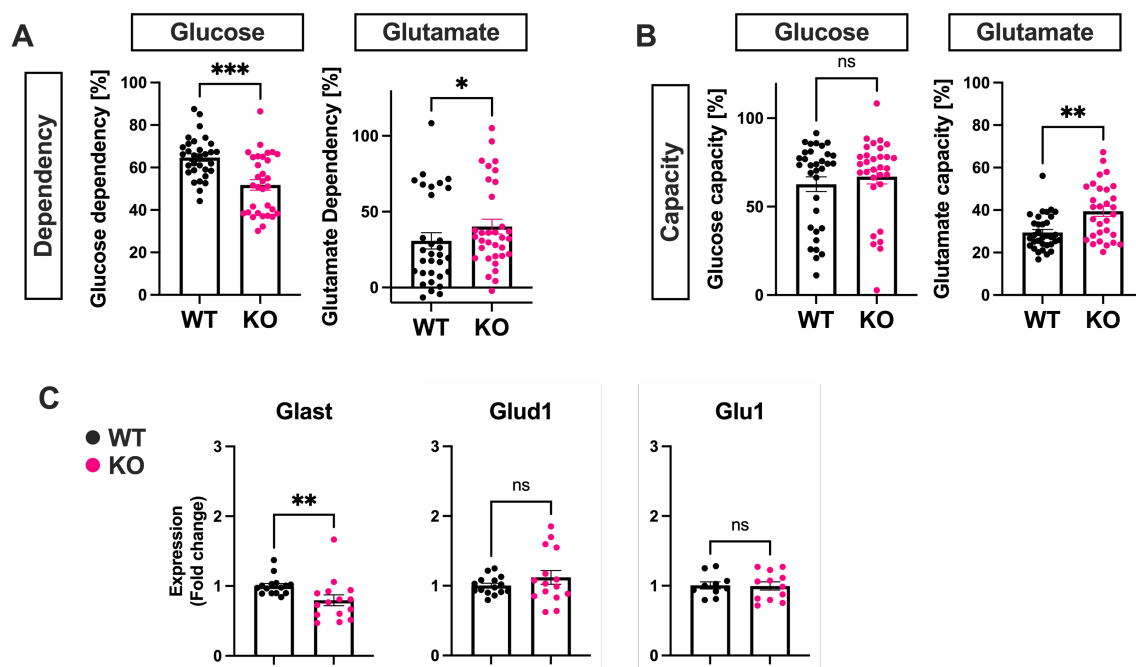 A
Glucose
Glutamate
Dependency
Glucose dependency [%]
100
80
60
40
20
0
***
WT
KO
Glutamate Dependency [%]
100
50
0
*
WT
KO
B
Glucose
Glutamate
Capacity
Glucose capacity [%]
100
50
0
ns
WT
KO
Glutamate capacity [%]
100
80
60
40
20
0
**
WT
KO
C
WT
KO
Glast
Expression
(Fold change)
3
2
1
0
**
Glud1
3
2
1
0
ns
Glu1
3
2
1
0
ns